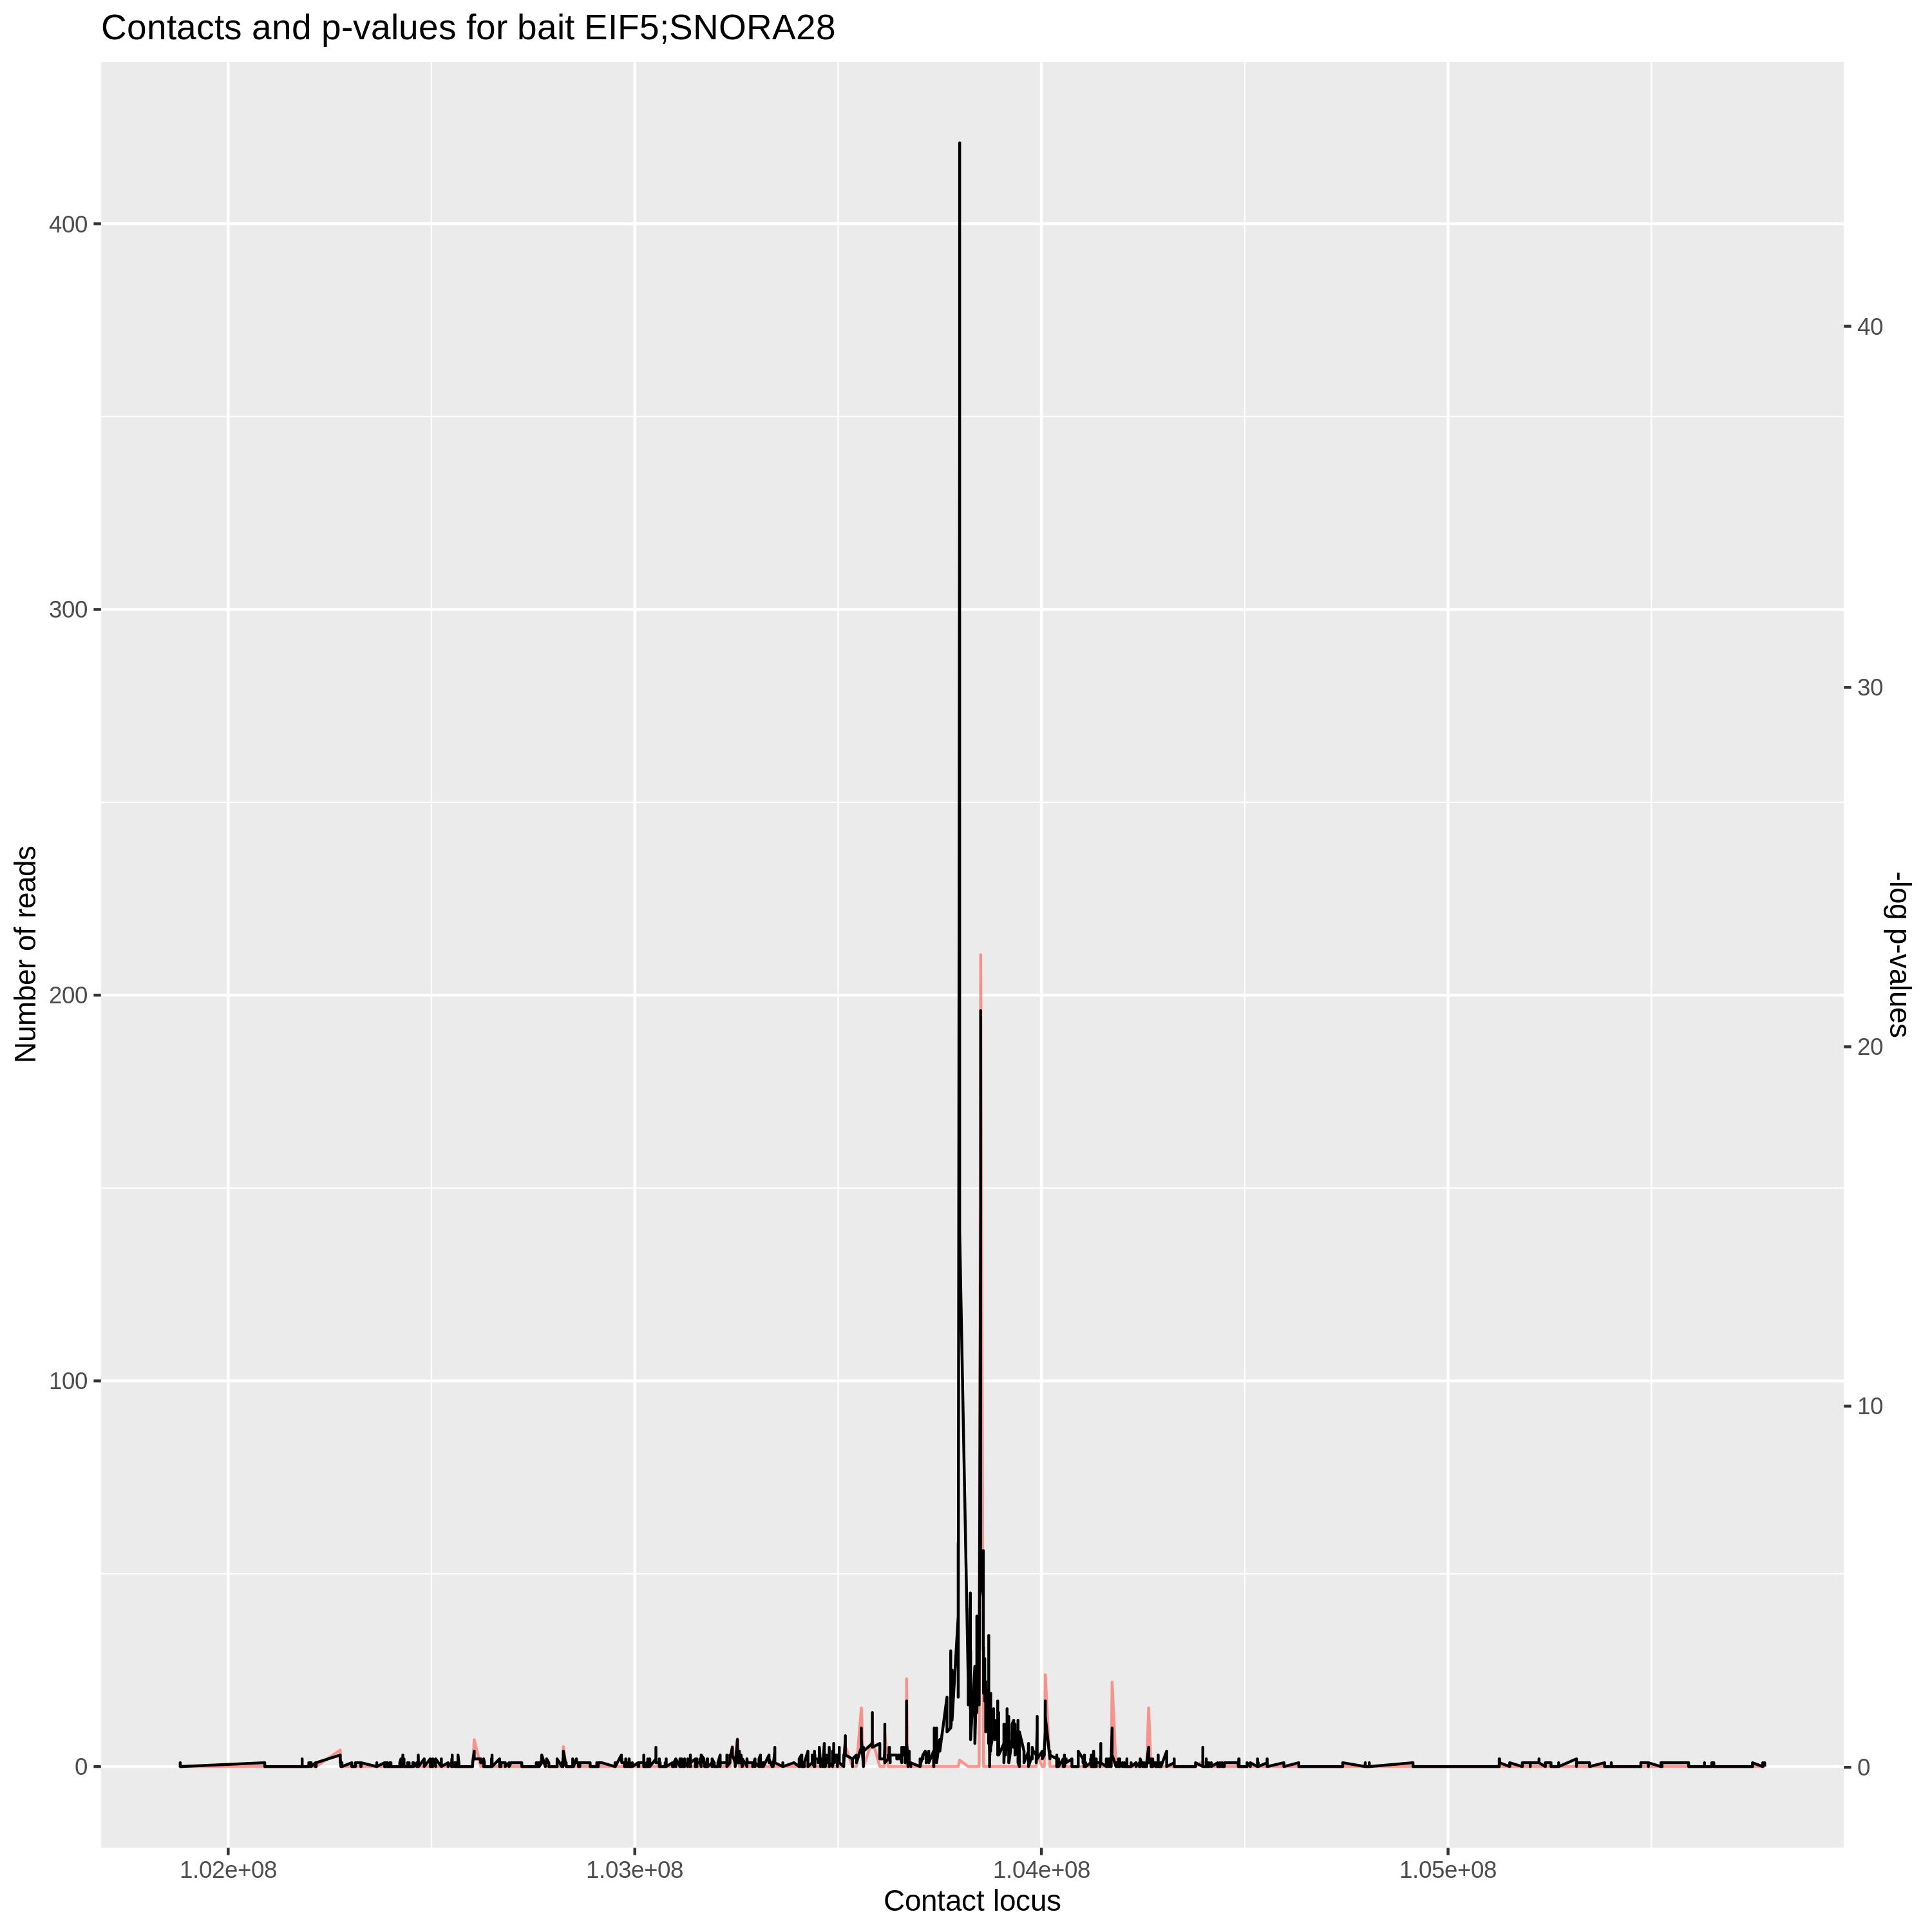 Contacts and p-values for bait EIF5;SNORA28
400
300
200
100
0
Number of reads
40
30
20
10
0
-log p-values
1.02e+08
1.03e+08
1.04e+08
1.05e+08
Contact locus